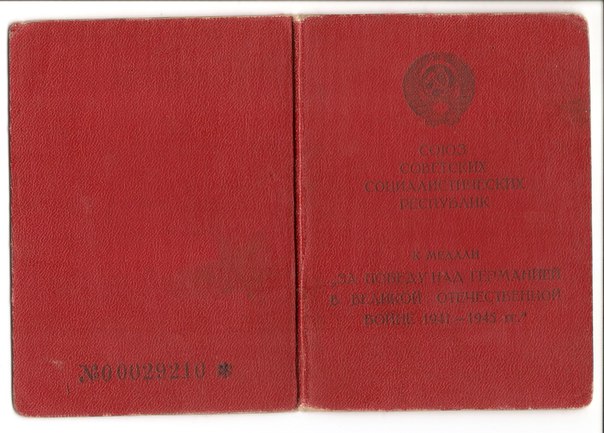 №00029210 *
СОЮЗ
СОВЕТСКИХ
СОЦИАЛИСТИЧЕСКИХ
РЕСПУБЛИК
К МЕДАЛИ
„ЗА ПОБЕДУ НАД ГЕРМАНИЕЙ
В ВЕЛИКОЙ ОТЕЧЕСТВЕННОЙ
ВОЙНЕ 1941—1945 гг.“